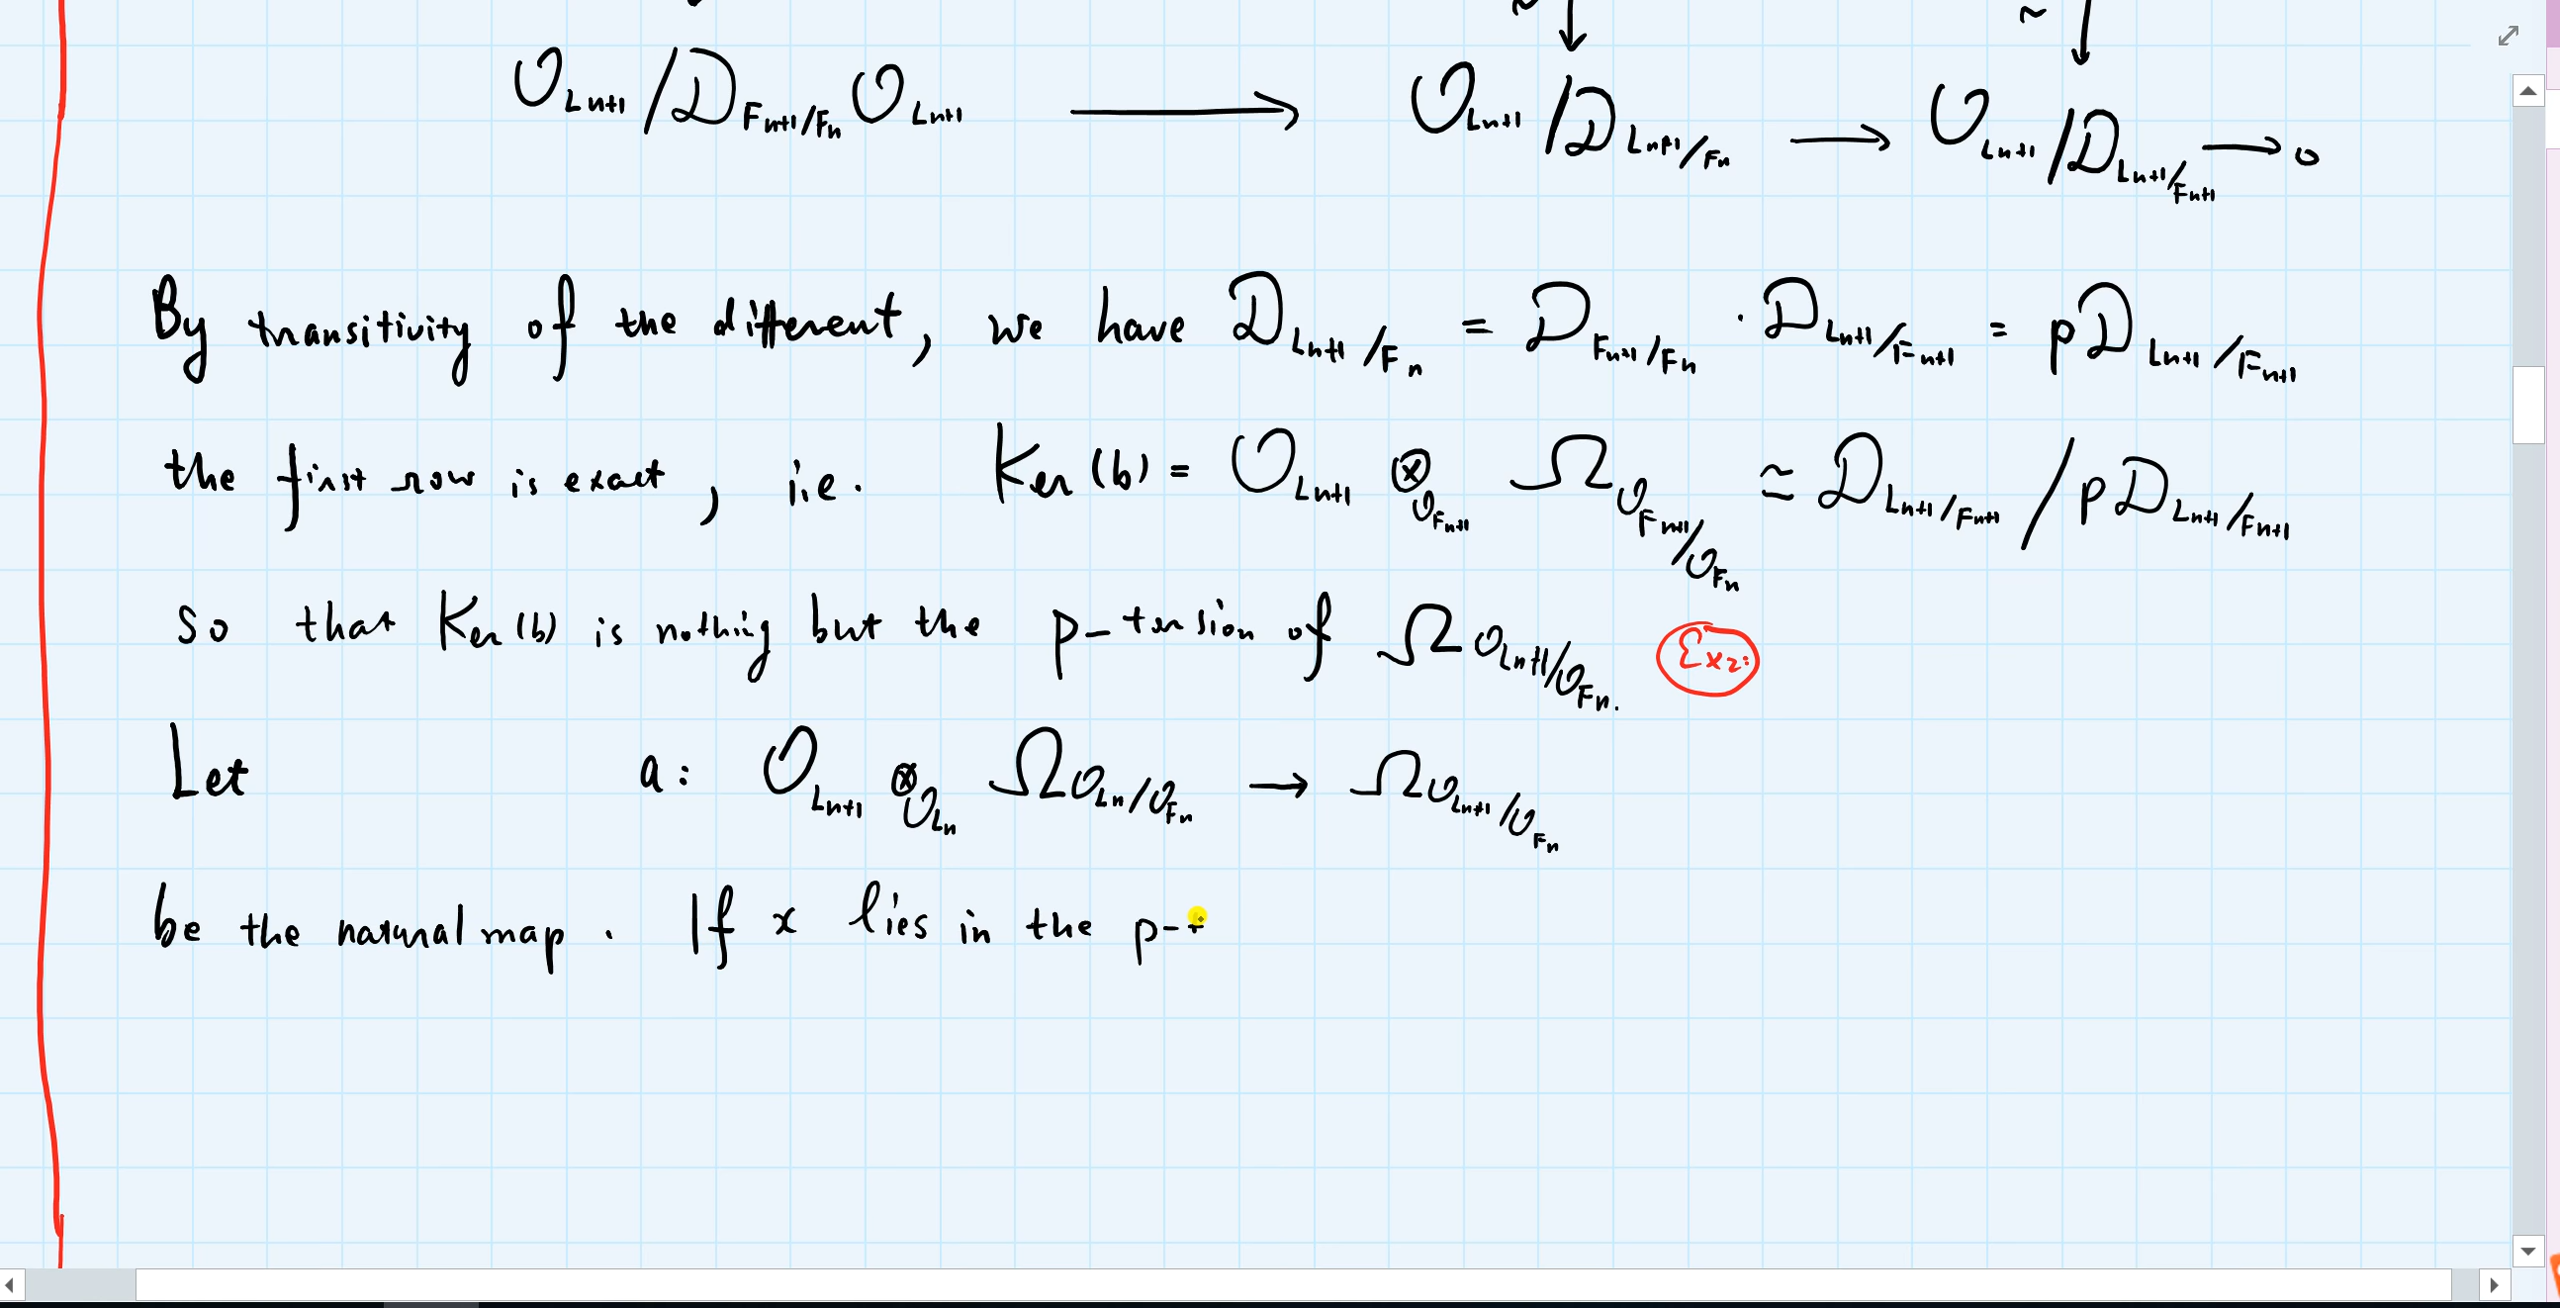 ~ ↓ ~ ↓
O_{L_{n+1}} / D_{F_{n+1}/F_n} O_{L_{n+1}} ⟶ O_{L_{n+1}} / D_{L_{n+1}/F_n} ⟶ O_{L_{n+1}} / D_{L_{n+1}/F_{n+1}} ⟶ 0
By transitivity of the different, we have D_{L_{n+1}/F_n} = D_{F_{n+1}/F_n} · D_{L_{n+1}/F_{n+1}} = p D_{L_{n+1}/F_{n+1}}
the first row is exact, i.e. Ker (b) = O_{L_{n+1}} ⊗_{O_{F_{n+1}}} Ω_{O_{F_{n+1}}/O_{F_n}} ≃ D_{L_{n+1}/F_{n+1}} / p D_{L_{n+1}/F_{n+1}}
so that Ker (b) is nothing but the p-torsion of Ω_{O_{L_{n+1}}/O_{F_n}}. Ex2:
Let a: O_{L_{n+1}} ⊗_{O_{L_n}} Ω_{O_{L_n}/O_{F_n}} → Ω_{O_{L_{n+1}}/O_{F_n}}
be the natural map. If x lies in the p-t